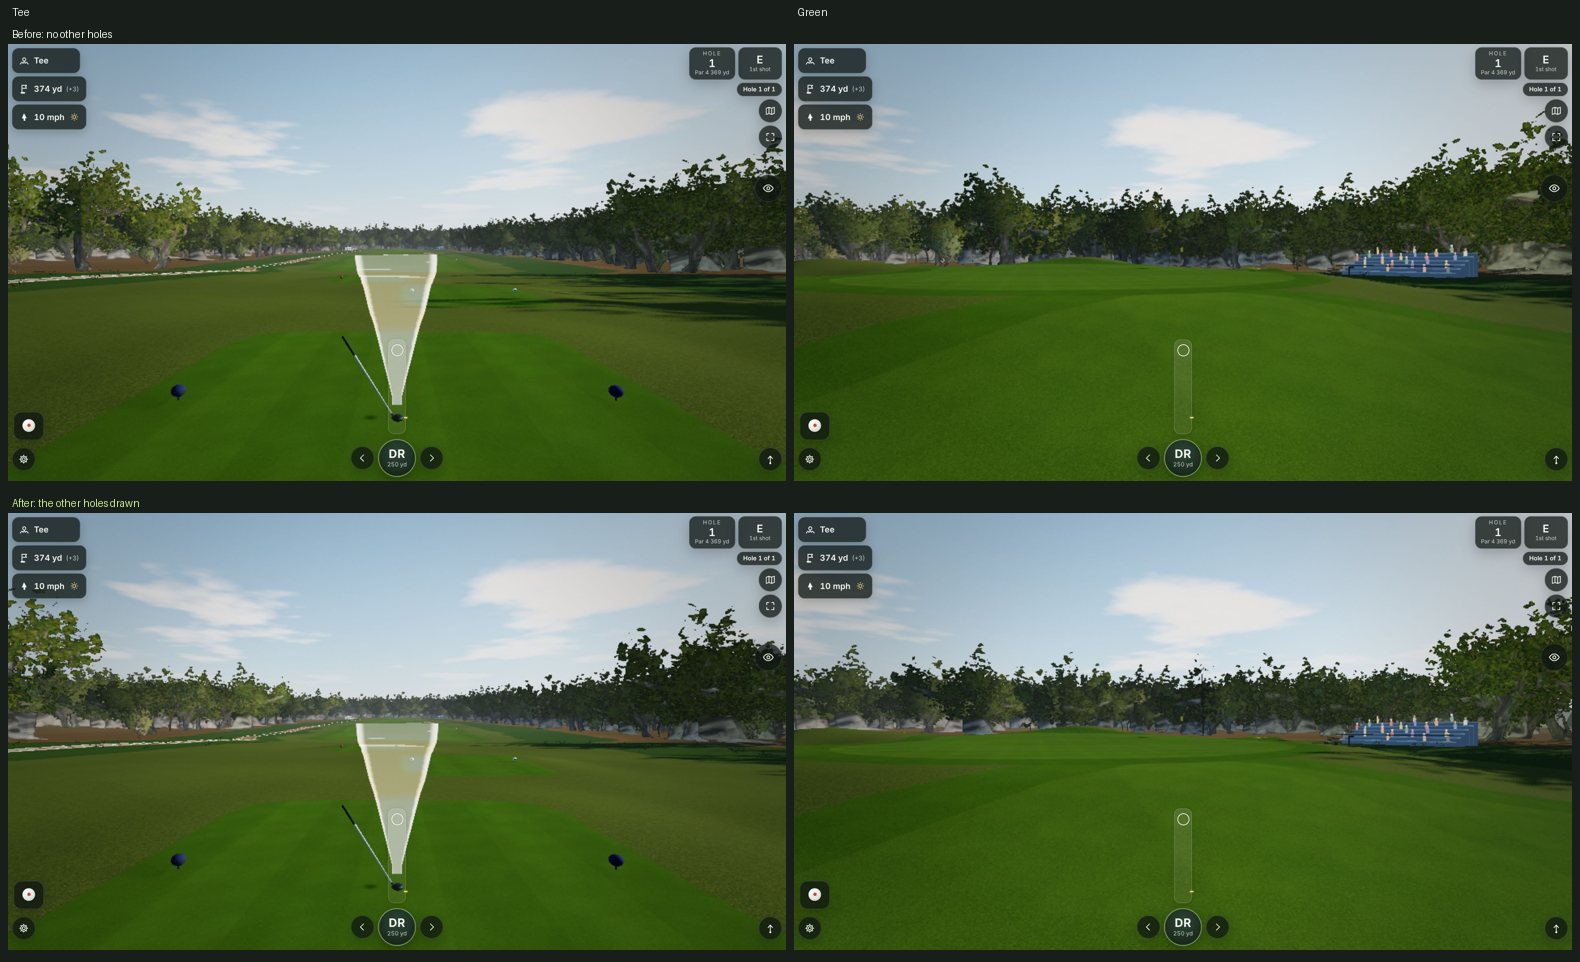 Tee
Green
Before: no other holes
Tee
374 yd (+3)
10 mph
HOLE
1
Par 4 369 yd
E
1st shot
Hole 1 of 1
DR
250 yd
Tee
374 yd (+3)
10 mph
HOLE
1
Par 4 369 yd
E
1st shot
Hole 1 of 1
DR
250 yd
After: the other holes drawn
Tee
374 yd (+3)
10 mph
HOLE
1
Par 4 369 yd
E
1st shot
Hole 1 of 1
DR
250 yd
Tee
374 yd (+3)
10 mph
HOLE
1
Par 4 369 yd
E
1st shot
Hole 1 of 1
DR
250 yd